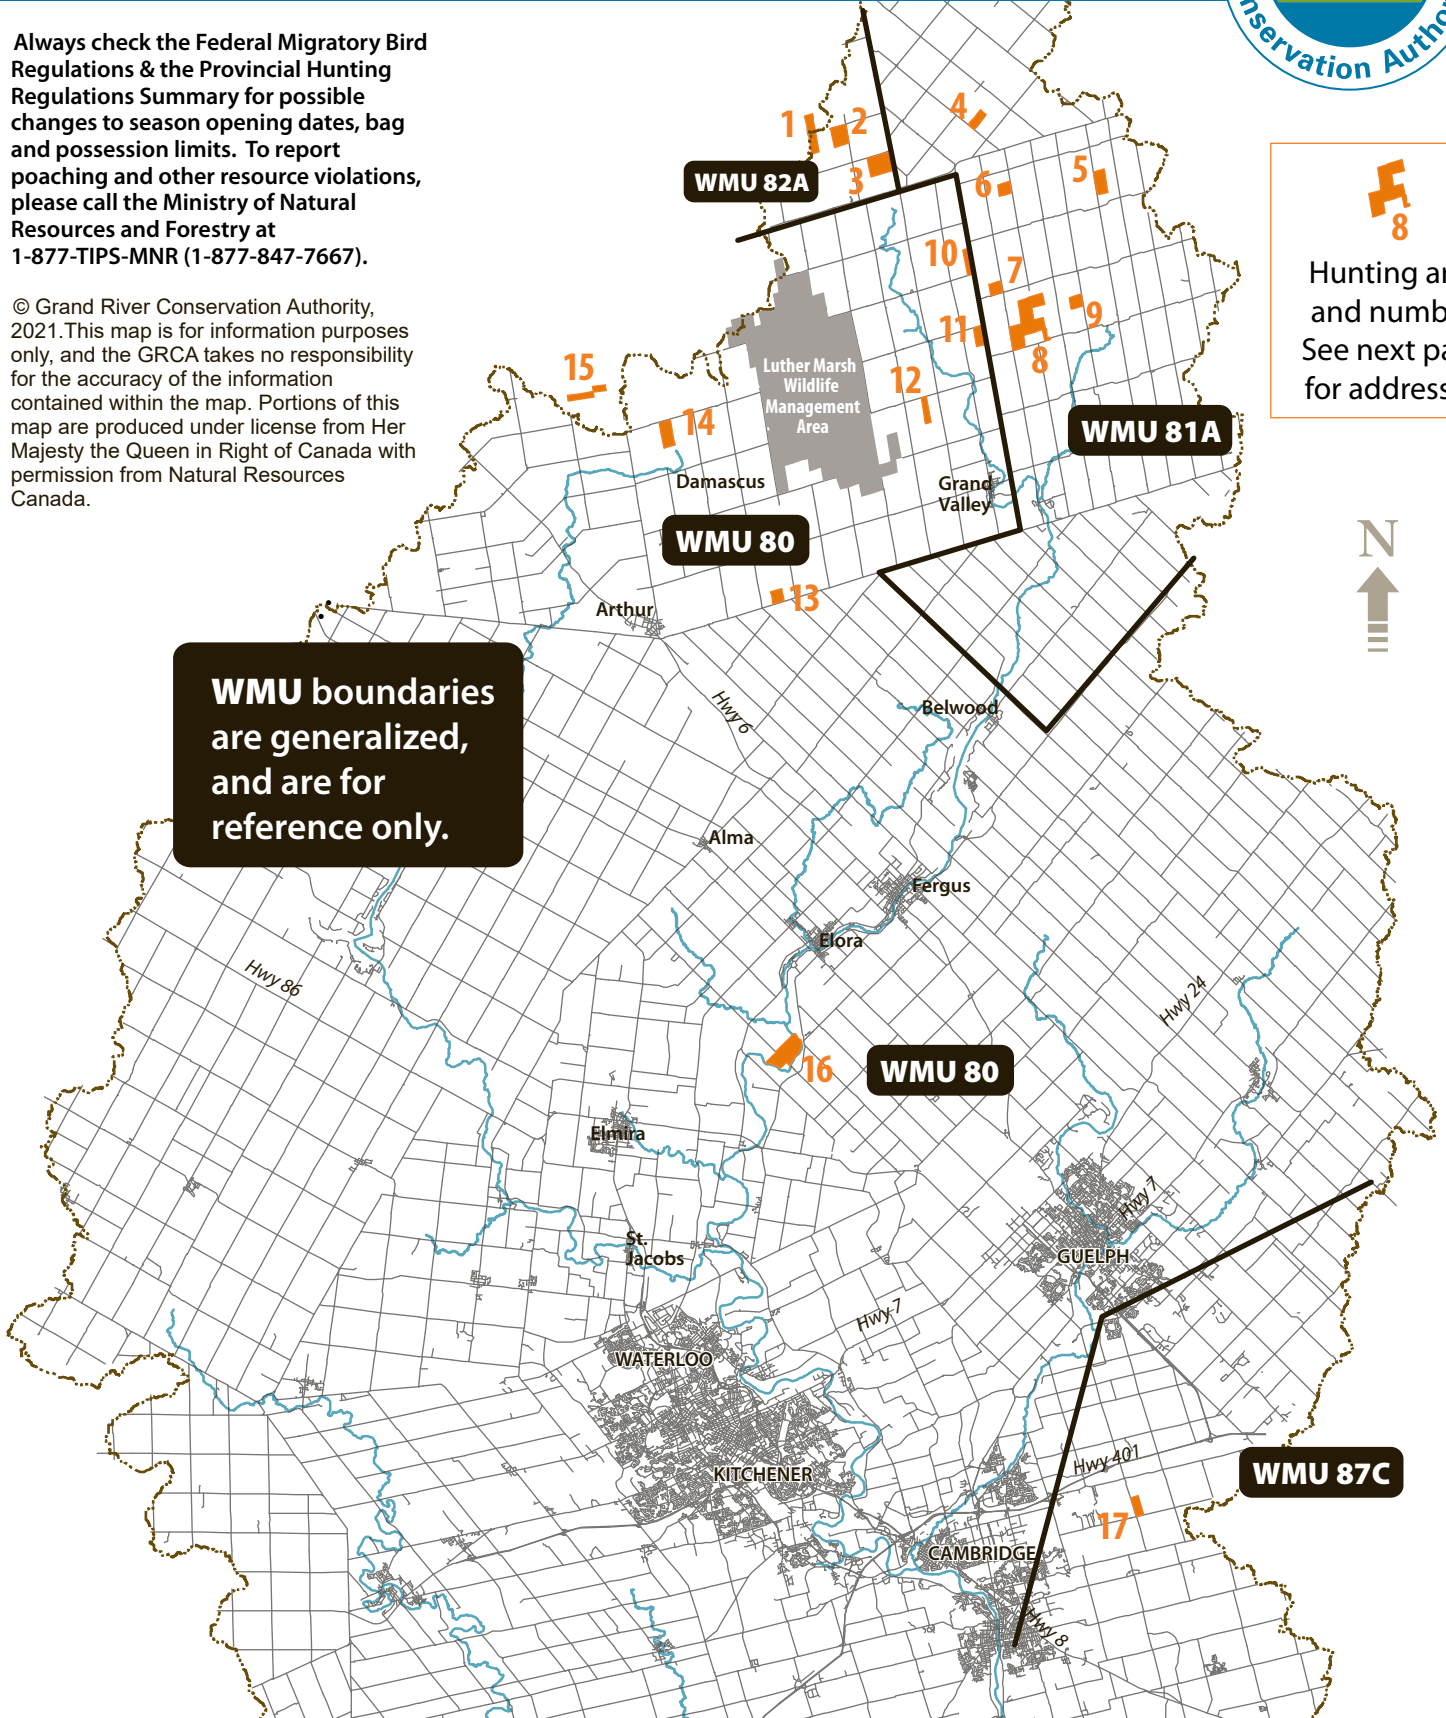 Always check the Federal Migratory Bird
Regulations & the Provincial Hunting
Regulations Summary for possible
changes to season opening dates, bag
and possession limits. To report
poaching and other resource violations,
please call the Ministry of Natural
Resources and Forestry at
1-877-TIPS-MNR (1-877-847-7667).
© Grand River Conservation Authority,
2021.This map is for information purposes
only, and the GRCA takes no responsibility
for the accuracy of the information
contained within the map. Portions of this
map are produced under license from Her
Majesty the Queen in Right of Canada with
permission from Natural Resources
Canada.
nservation Autho
8
Hunting ar
and numb
See next pa
for address
N
1
2
3
4
5
6
WMU 82A
10
7
9
11
8
12
Luther Marsh
Wildlife
Management
Area
15
14
WMU 81A
Damascus
Grand
Valley
WMU 80
13
Arthur
WMU boundaries
are generalized,
and are for
reference only.
Hwy 6
Belwood
Alma
Fergus
Elora
Hwy 86
Hwy 24
16
WMU 80
Elmira
Hwy 7
St.
Jacobs
GUELPH
Hwy 7
WATERLOO
KITCHENER
Hwy 401
WMU 87C
17
CAMBRIDGE
Hwy 8